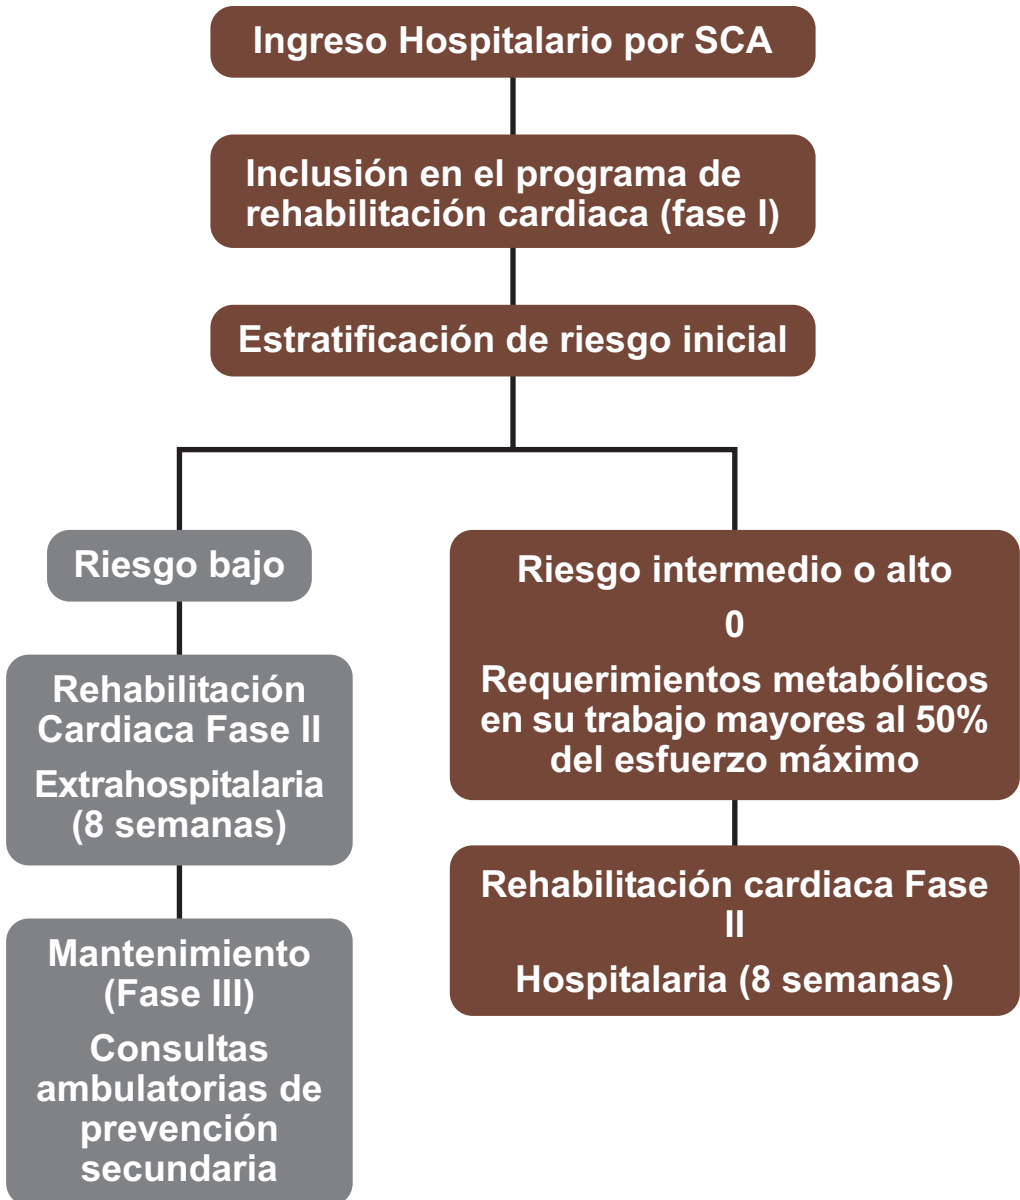 Ingreso Hospitalario por SCA
Inclusión en el programa de
rehabilitación cardiaca (fase I)
Estratificación de riesgo inicial
Riesgo bajo
Rehabilitación
Cardiaca Fase II
Extrahospitalaria
(8 semanas)
Mantenimiento
(Fase III)
Consultas
ambulatorias de
prevención
secundaria
Riesgo intermedio o alto
0
Requerimientos metabólicos
en su trabajo mayores al 50%
del esfuerzo máximo
Rehabilitación cardiaca Fase
II
Hospitalaria (8 semanas)